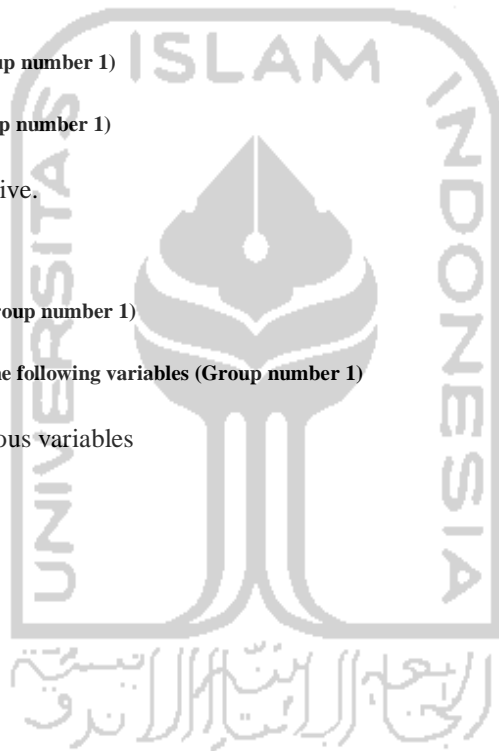 ISLAM
UNIVERSITAS
INDONESIA
up number 1)
p number 1)
ive.
oup number 1)
he following variables (Group number 1)
ous variables